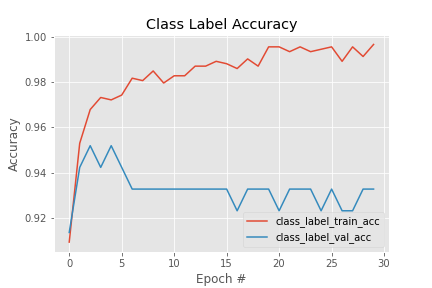 Class Label Accuracy
1.00
0.98
0.96
0.94
0.92
Accuracy
0 5 10 15 20 25 30
Epoch #
class_label_train_acc
class_label_val_acc